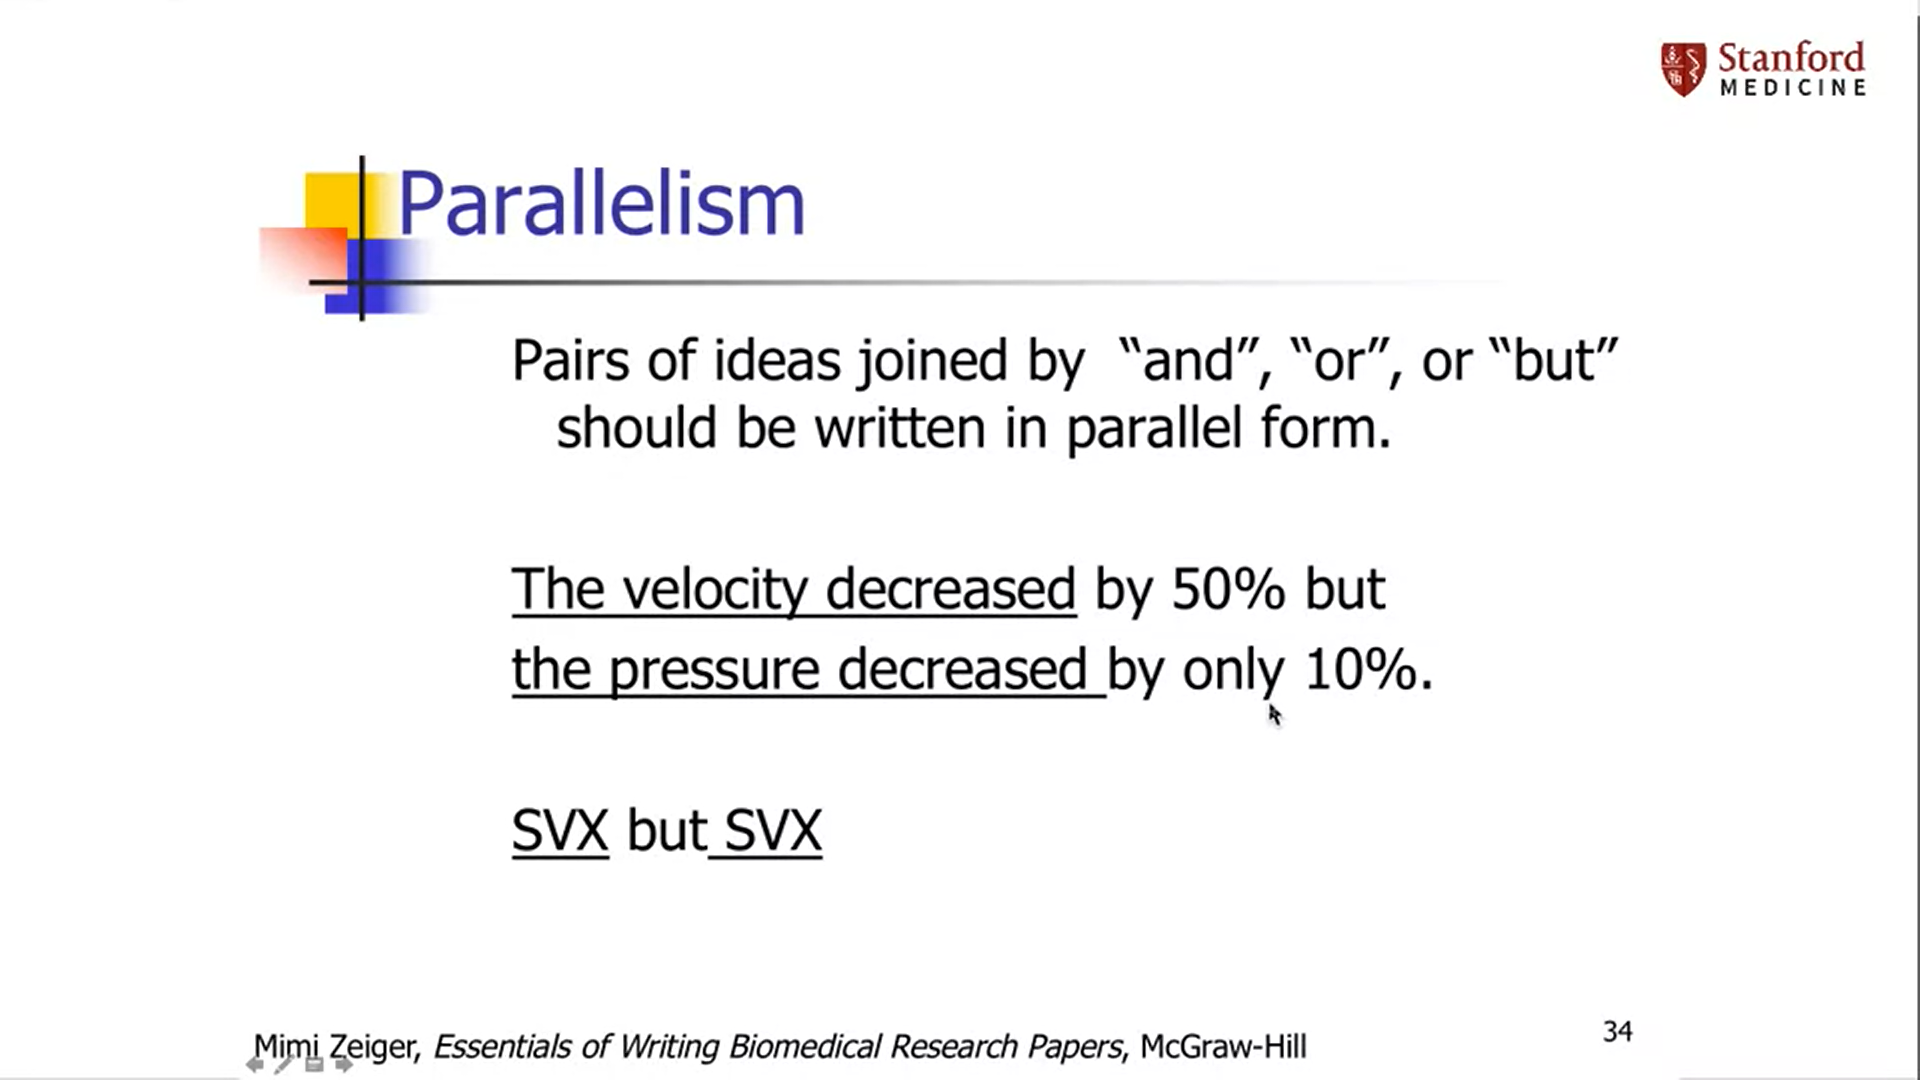 Stanford
MEDICINE
Parallelism
Pairs of ideas joined by  “and”, “or”, or “but”
should be written in parallel form.
The velocity decreased by 50% but
the pressure decreased by only 10%.
SVX but SVX
Mimi Zeiger, Essentials of Writing Biomedical Research Papers, McGraw-Hill
34